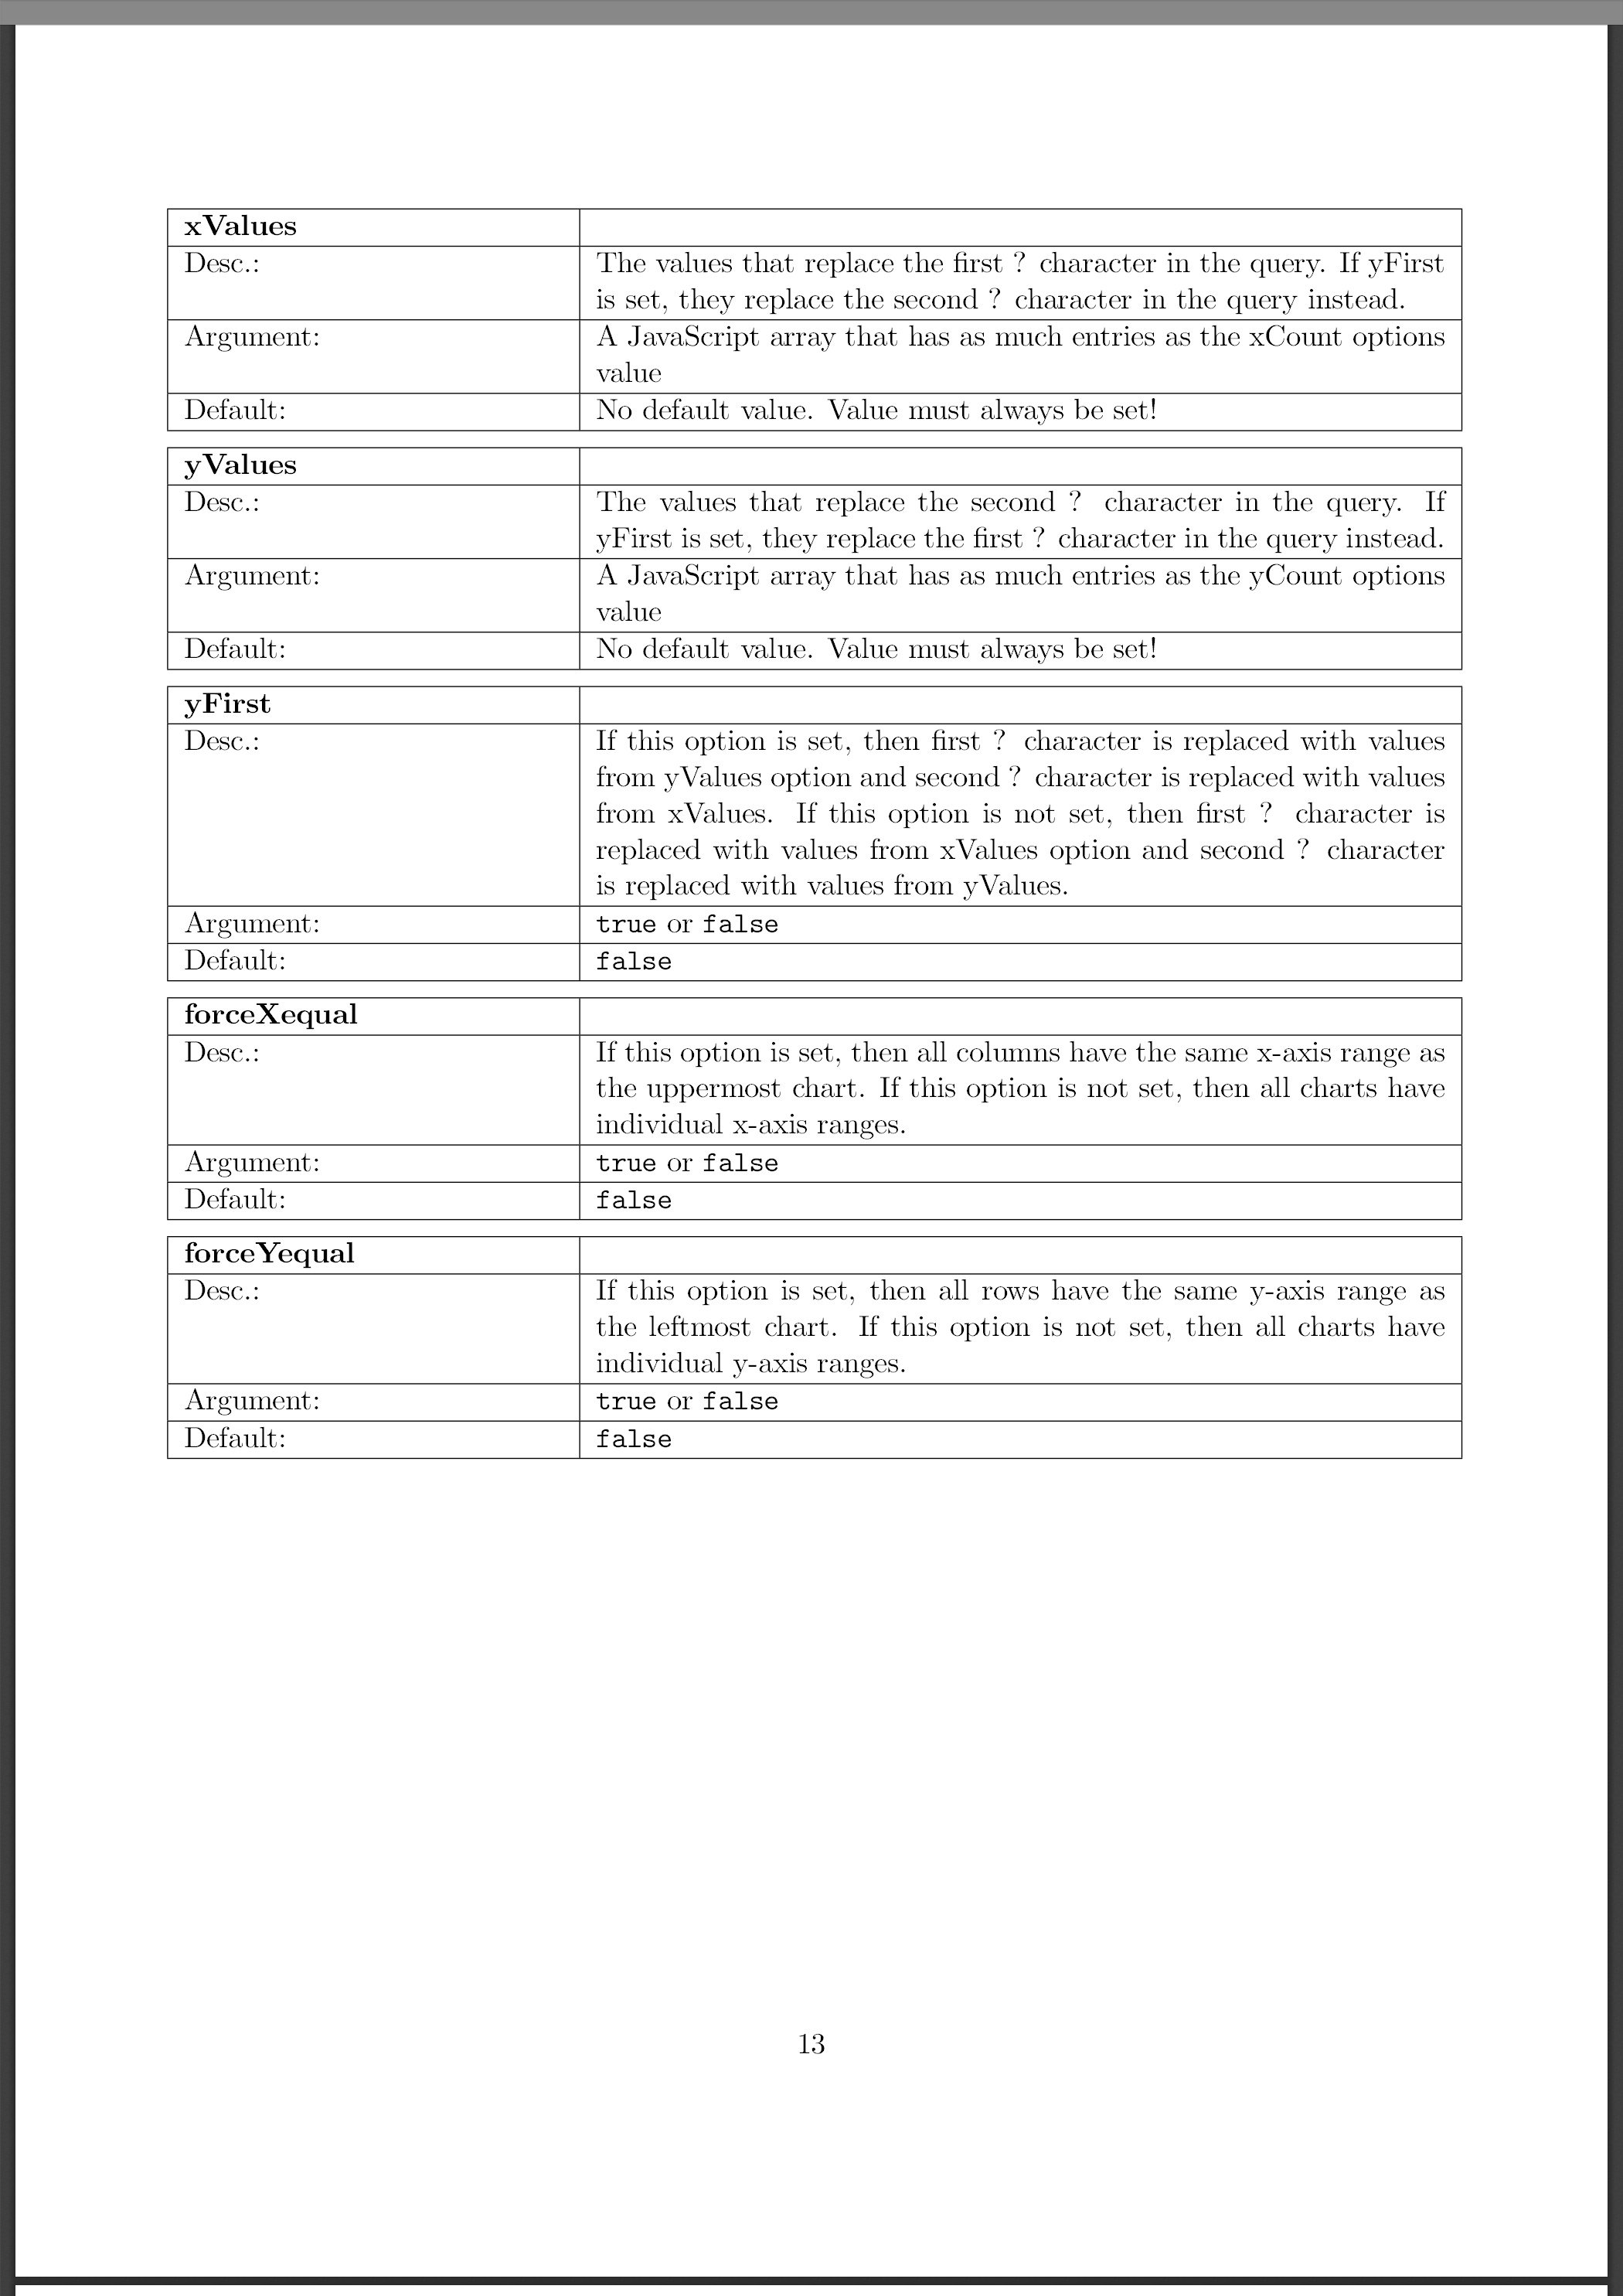 xValues
Desc.: The values that replace the first ? character in the query. If yFirst
is set, they replace the second ? character in the query instead.
Argument: A JavaScript array that has as much entries as the xCount options
value
Default: No default value. Value must always be set!
yValues
Desc.: The values that replace the second ? character in the query. If
yFirst is set, they replace the first ? character in the query instead.
Argument: A JavaScript array that has as much entries as the yCount options
value
Default: No default value. Value must always be set!
yFirst
Desc.: If this option is set, then first ? character is replaced with values
from yValues option and second ? character is replaced with values
from xValues. If this option is not set, then first ? character is
replaced with values from xValues option and second ? character
is replaced with values from yValues.
Argument: true or false
Default: false
forceXequal
Desc.: If this option is set, then all columns have the same x-axis range as
the uppermost chart. If this option is not set, then all charts have
individual x-axis ranges.
Argument: true or false
Default: false
forceYequal
Desc.: If this option is set, then all rows have the same y-axis range as
the leftmost chart. If this option is not set, then all charts have
individual y-axis ranges.
Argument: true or false
Default: false
13